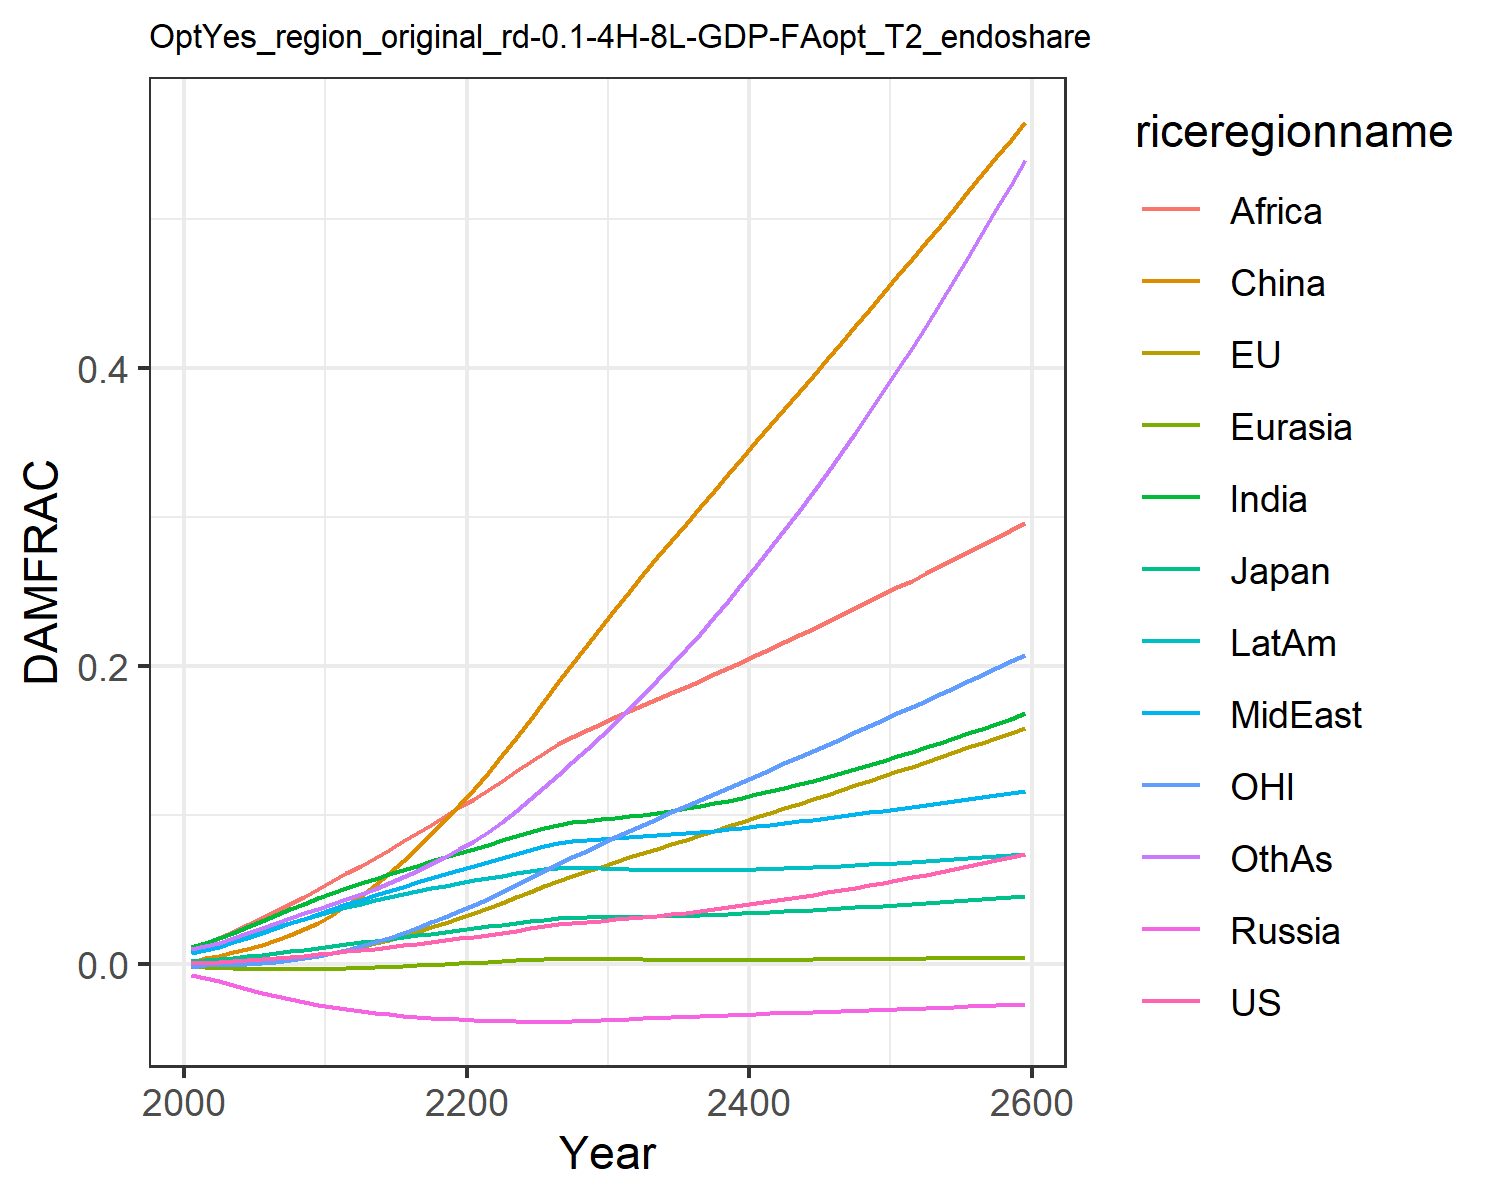 OptYes_region_original_rd-0.1-4H-8L-GDP-FAopt_T2_endoshare
DAMFRAC
0.4
0.2
0.0
2000 2200 2400 2600
Year
riceregionname
Africa
China
EU
Eurasia
India
Japan
LatAm
MidEast
OHI
OthAs
Russia
US